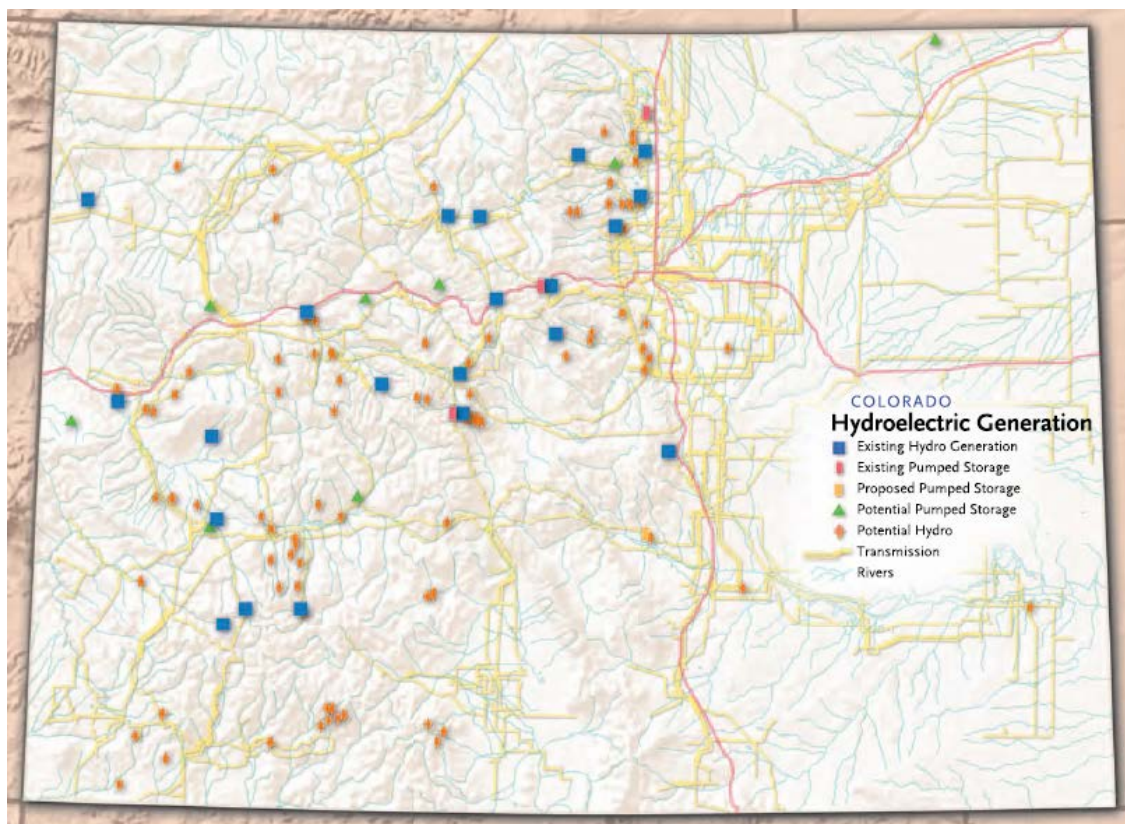 COLORADO
Hydroelectric Generation
Existing Hydro Generation
Existing Pumped Storage
Proposed Pumped Storage
Potential Pumped Storage
Potential Hydro
Transmission
Rivers